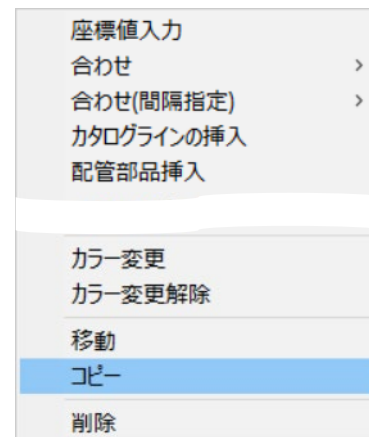 座標値入力
合わせ
合わせ(間隔指定)
カタログラインの挿入
配管部品挿入
カラー変更
カラー変更解除
移動
コピー
削除